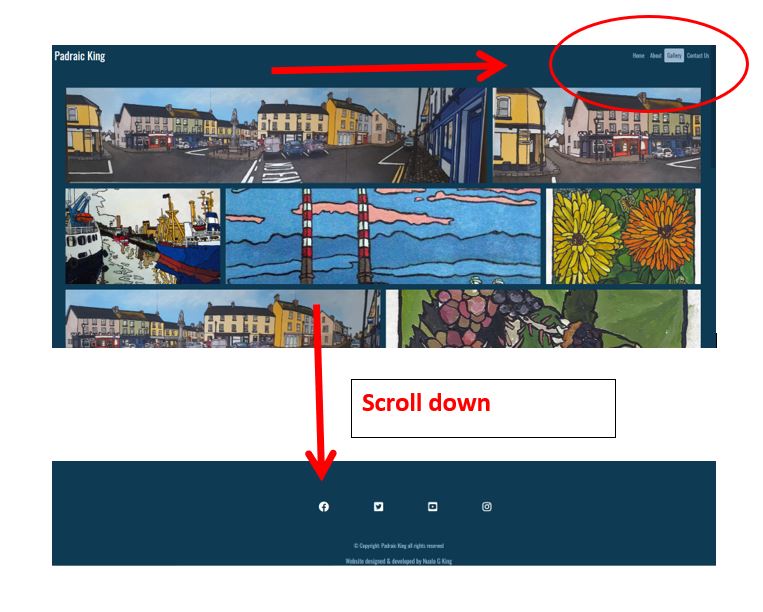 Padraic King
Home About Gallery Contact Us
Scroll down
© Copyright: Padraic King all rights reserved
Website designed & developed by Nuala G King